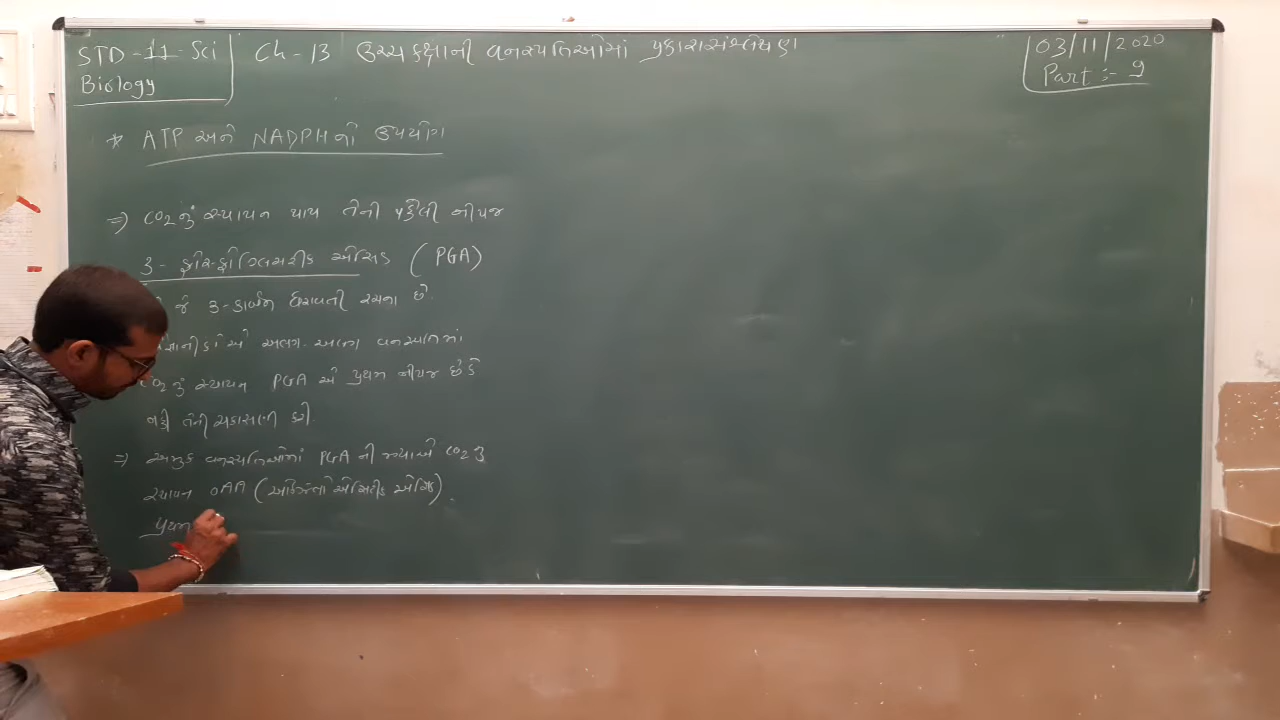 STD - 11 - Sci
Biology
Ch - 13 ઉચ્ચ કક્ષાની વનસ્પતિઓમાં પ્રકાશસંશ્લેષણ
03/11/2020
Part :- 9
* ATP અને NADPH નો ઉપયોગ
⇒ CO2 નું સ્થાપન થાય તેની પહેલી નીપજ
3 - ફોસ્ફોગ્લિસરીક એસિડ (PGA)
જે 3 - કાર્બન ધરાવતી રચના છે.
એ અલગ - અલગ વનસ્પતિમાં
CO2 નું સ્થાપન PGA એ પ્રથમ નીપજ છે કે
નહી તેની ચકાસણી કરી.
⇒ અમુક વનસ્પતિઓમાં PGA ની જગ્યાએ CO2 નું
સ્થાપન OAA (ઓકઝેલો એસિટીક એસિડ).
પ્રથમ